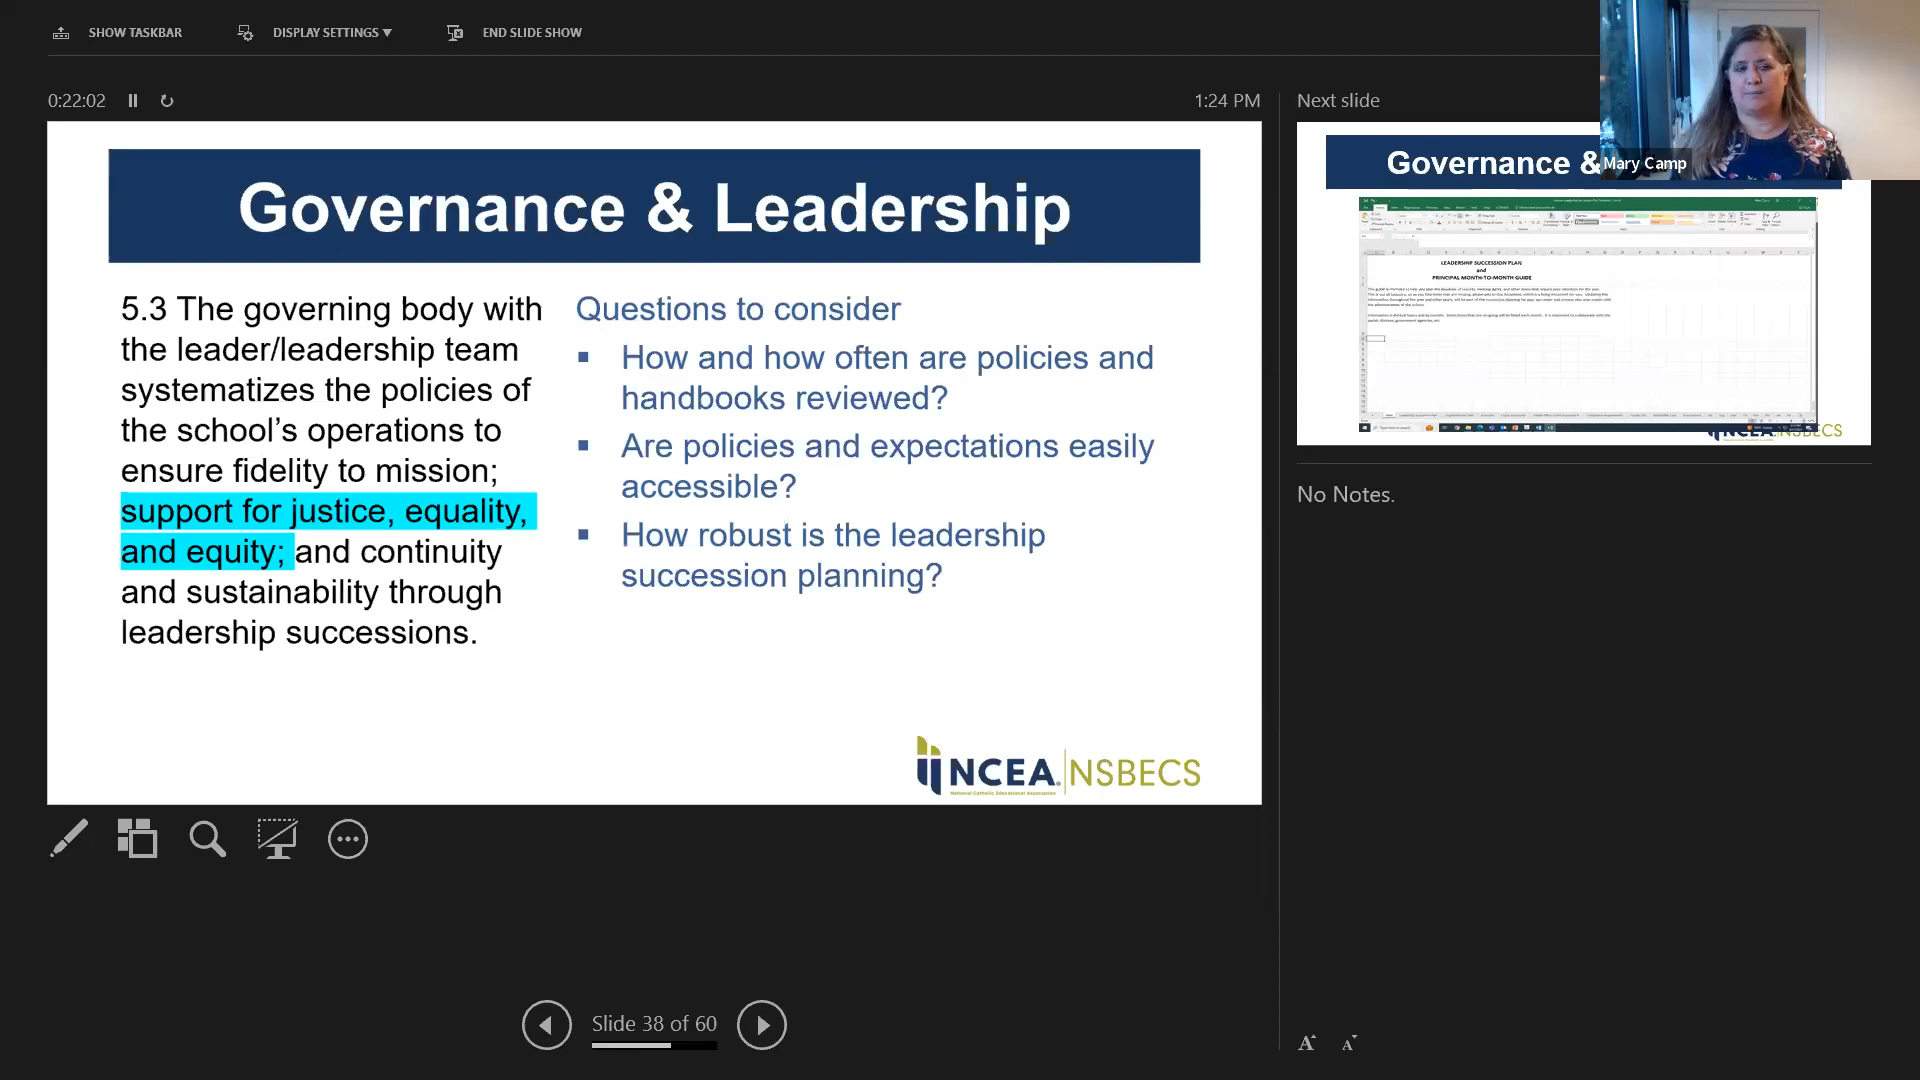 SHOW TASKBAR
DISPLAY SETTINGS ▼
END SLIDE SHOW
0:22:02
1:24 PM
Next slide
Governance & Leadership
5.3 The governing body with
the leader/leadership team
systematizes the policies of
the school’s operations to
ensure fidelity to mission;
support for justice, equality,
and equity; and continuity
and sustainability through
leadership successions.
Questions to consider
▪ How and how often are policies and
handbooks reviewed?
▪ Are policies and expectations easily
accessible?
▪ How robust is the leadership
succession planning?
NCEA. NSBECS
National Catholic Educational Association
Slide 38 of 60
Governance &
Mary Camp
LEADERSHIP SUCCESSION PLAN
and
PRINCIPAL MONTH-TO-MONTH GUIDE
NSBECS
No Notes.
A A